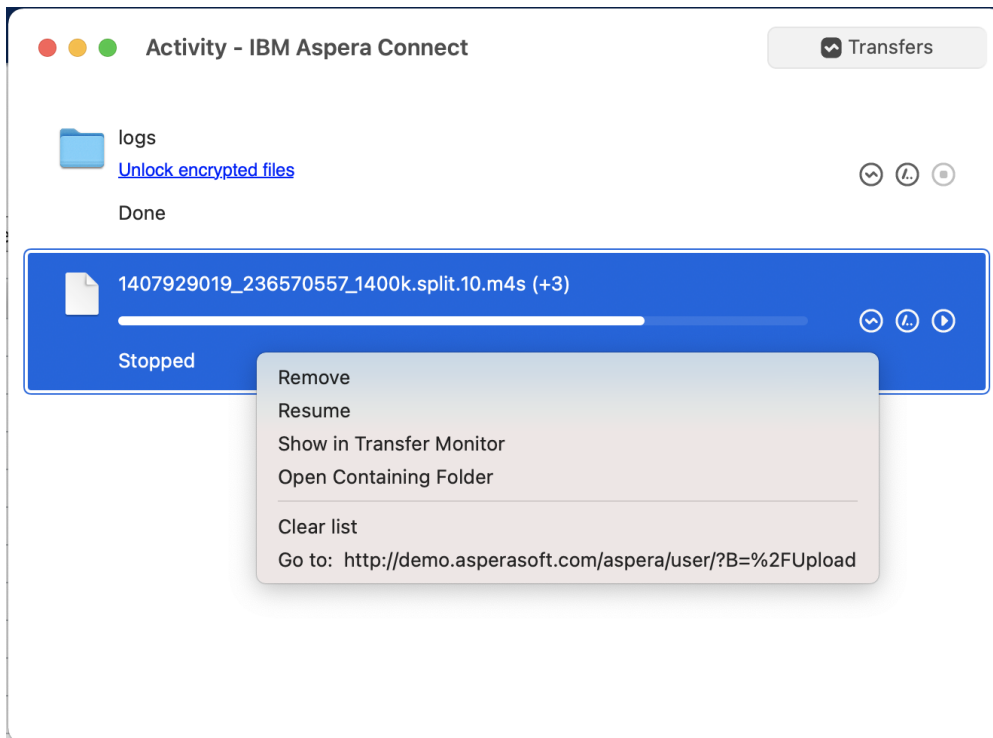 Activity - IBM Aspera Connect
Transfers
logs
Unlock encrypted files
Done
1407929019_236570557_1400k.split.10.m4s (+3)
Stopped
Remove
Resume
Show in Transfer Monitor
Open Containing Folder
Clear list
Go to: http://demo.asperasoft.com/aspera/user/?B=%2FUpload